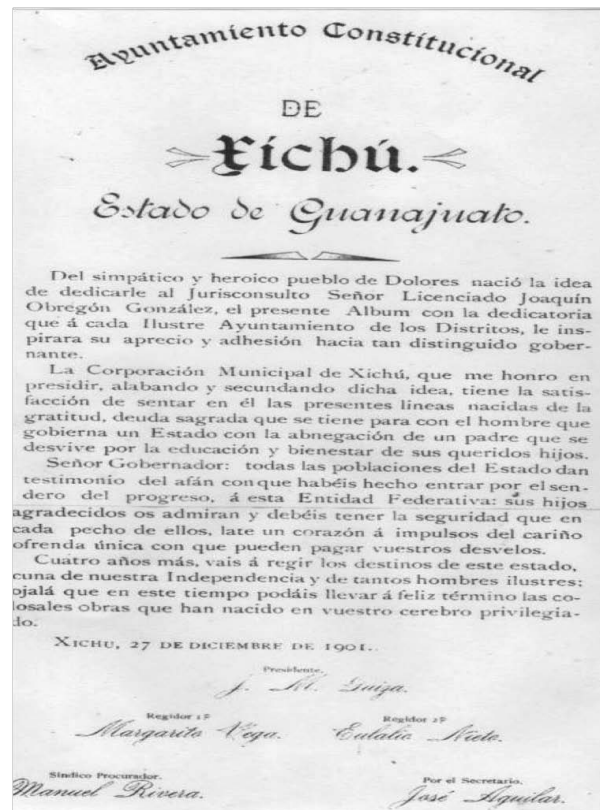 Ayuntamiento Constitucional
DE
Xichú.
Estado de Guanajuato.
Del simpático y heroico pueblo de Dolores nació la idea
de dedicarle al Jurisconsulto Señor Licenciado Joaquín
Obregón González, el presente Album con la dedicatoria
que á cada Ilustre Ayuntamiento de los Distritos, le ins-
pirara su aprecio y adhesión hacia tan distinguido gober-
nante.
La Corporación Municipal de Xichú, que me honro en
presidir, alabando y secundando dicha idea, tiene la satis-
facción de sentar en él las presentes lineas nacidas de la
gratitud, deuda sagrada que se tiene para con el hombre que
gobierna un Estado con la abnegación de un padre que se
desvive por la educación y bienestar de sus queridos hijos.
Señor Gobernador: todas las poblaciones del Estado dan
testimonio del afán con que habéis hecho entrar por el sen-
dero del progreso, á esta Entidad Federativa: sus hijos
agradecidos os admiran y debéis tener la seguridad que en
cada pecho de ellos, late un corazón á impulsos del cariño
ofrenda única con que pueden pagar vuestros desvelos.
Cuatro años más, vais á regir los destinos de este estado,
cuna de nuestra Independencia y de tantos hombres ilustres:
ojalá que en este tiempo podáis llevar á feliz término las co-
losales obras que han nacido en vuestro cerebro privilegia-
do.
XICHU, 27 DE DICIEMBRE DE 1901.
Presidente,
J. M. Guiza.
Regidor 1º Regidor 2º
Margarito Vega. Eulalio Nieto.
Síndico Procurador. Por el Secretario.
Manuel Rivera. José Aguilar.